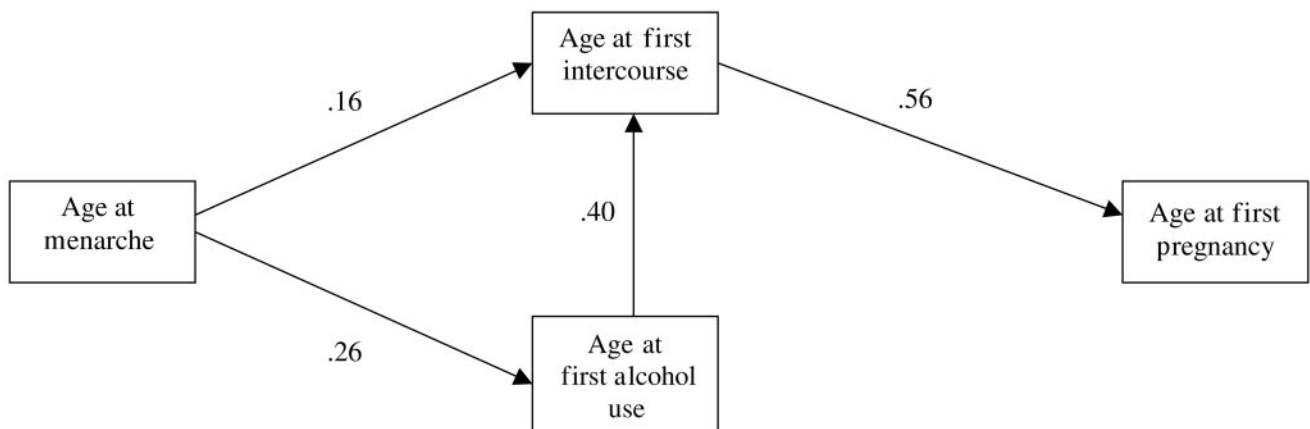 Age at first
intercourse
.16
.56
Age at
menarche
.40
Age at first
pregnancy
.26
Age at
first alcohol
use